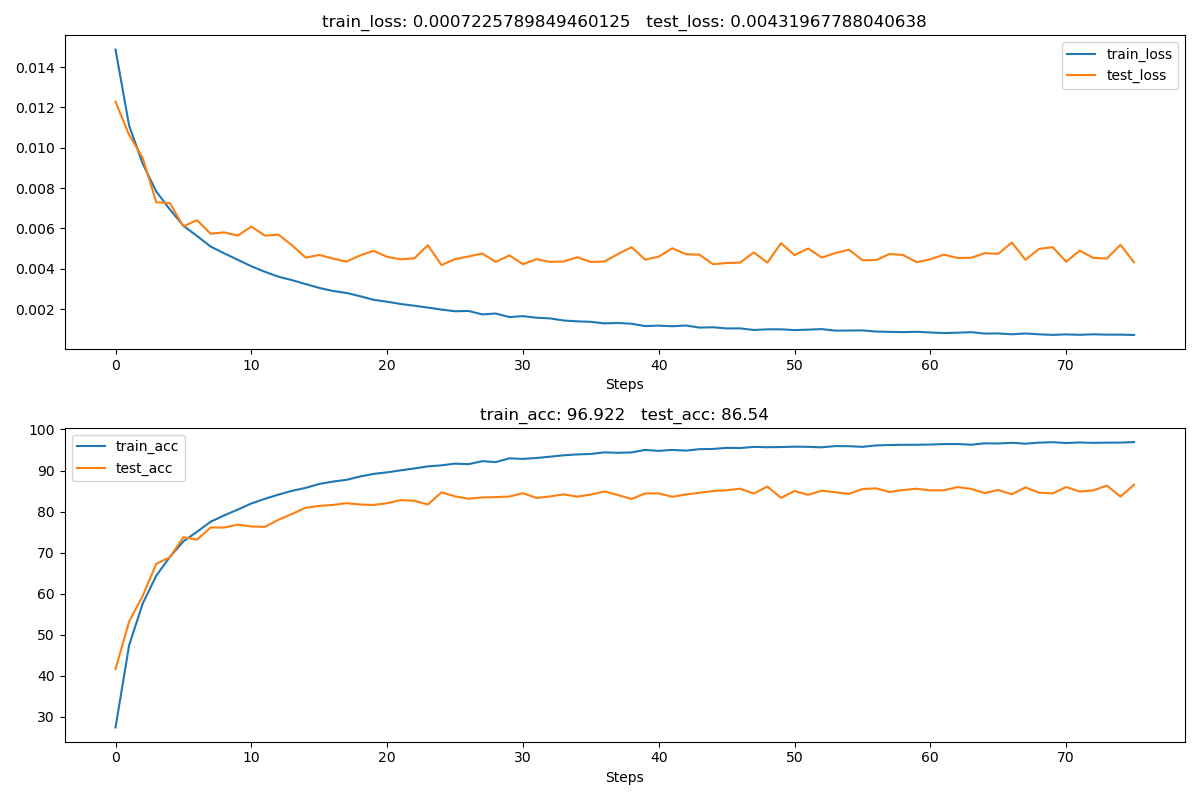 train_loss: 0.0007225789849460125   test_loss: 0.00431967788040638
0.014
0.012
0.010
0.008
0.006
0.004
0.002
train_loss
test_loss
0 10 20 30 40 50 60 70
Steps
train_acc: 96.922   test_acc: 86.54
100
90
80
70
60
50
40
30
train_acc
test_acc
0 10 20 30 40 50 60 70
Steps